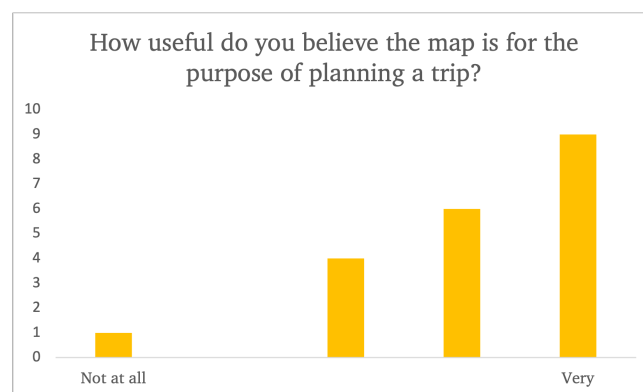 How useful do you believe the map is for the
purpose of planning a trip?
10
9
8
7
6
5
4
3
2
1
0
Not at all
Very